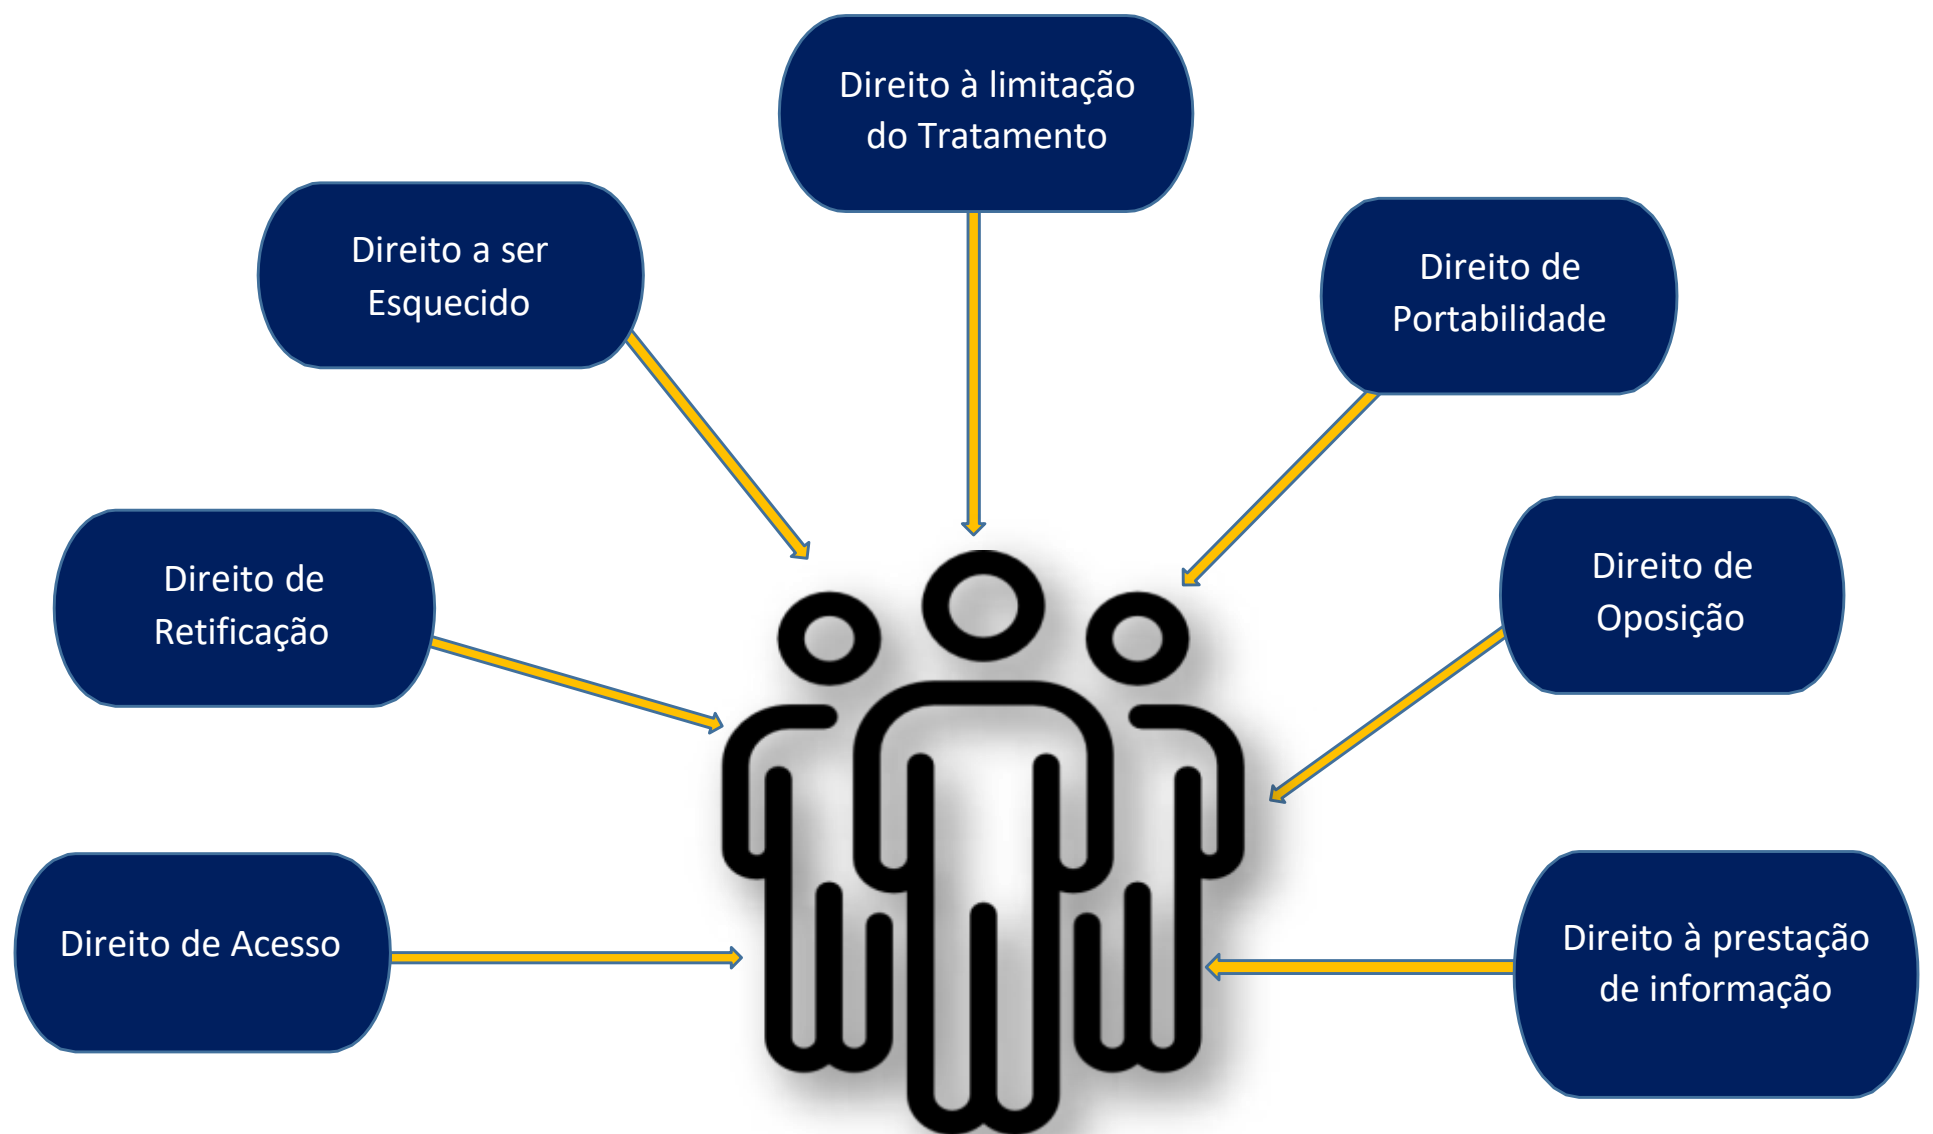 Direito à limitação
do Tratamento
Direito a ser
Esquecido
Direito de
Portabilidade
Direito de
Retificação
Direito de
Oposição
Direito de Acesso
Direito à prestação
de informação